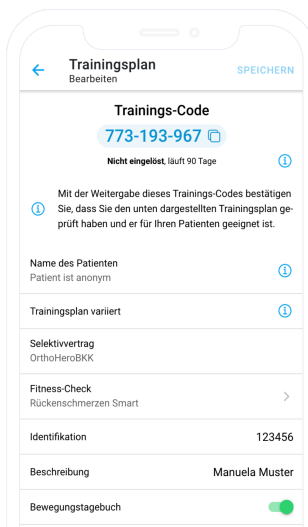 Trainingsplan
Bearbeiten
SPEICHERN
Trainings-Code
773-193-967
Nicht eingelöst, läuft 90 Tage
Mit der Weitergabe dieses Trainings-Codes bestätigen
Sie, dass Sie den unten dargestellten Trainingsplan ge-
prüft haben und er für Ihren Patienten geeignet ist.
Name des Patienten
Patient ist anonym
Trainingsplan variiert
Selektivvertrag
OrthoHeroBKK
Fitness-Check
Rückenschmerzen Smart
Identifikation
123456
Beschreibung
Manuela Muster
Bewegungstagebuch